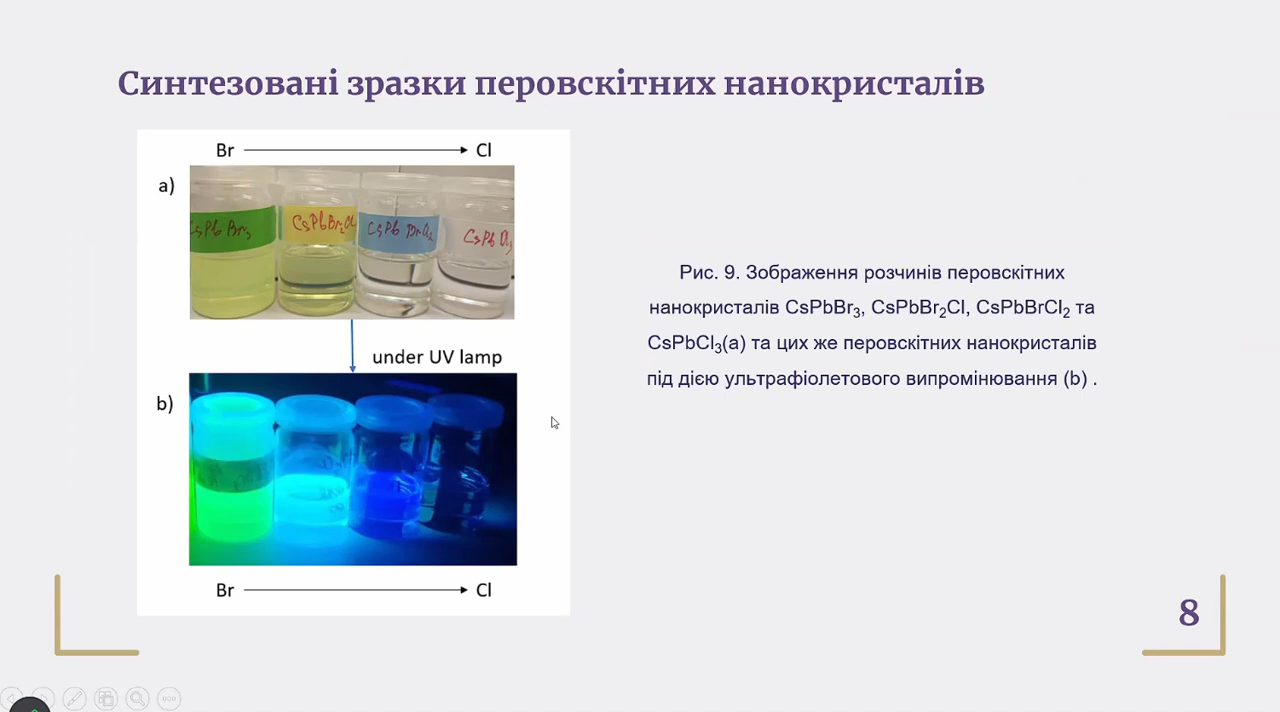 Синтезовані зразки перовскітних нанокристалів
Br Cl
a)
CsPbBr₃ CsPbBr₂Cl CsPbBrCl₂ CsPbCl₃
under UV lamp
b)
Br Cl
Рис. 9. Зображення розчинів перовскітних
нанокристалів CsPbBr₃, CsPbBr₂Cl, CsPbBrCl₂ та
CsPbCl₃(a) та цих же перовскітних нанокристалів
під дією ультрафіолетового випромінювання (b) .
8